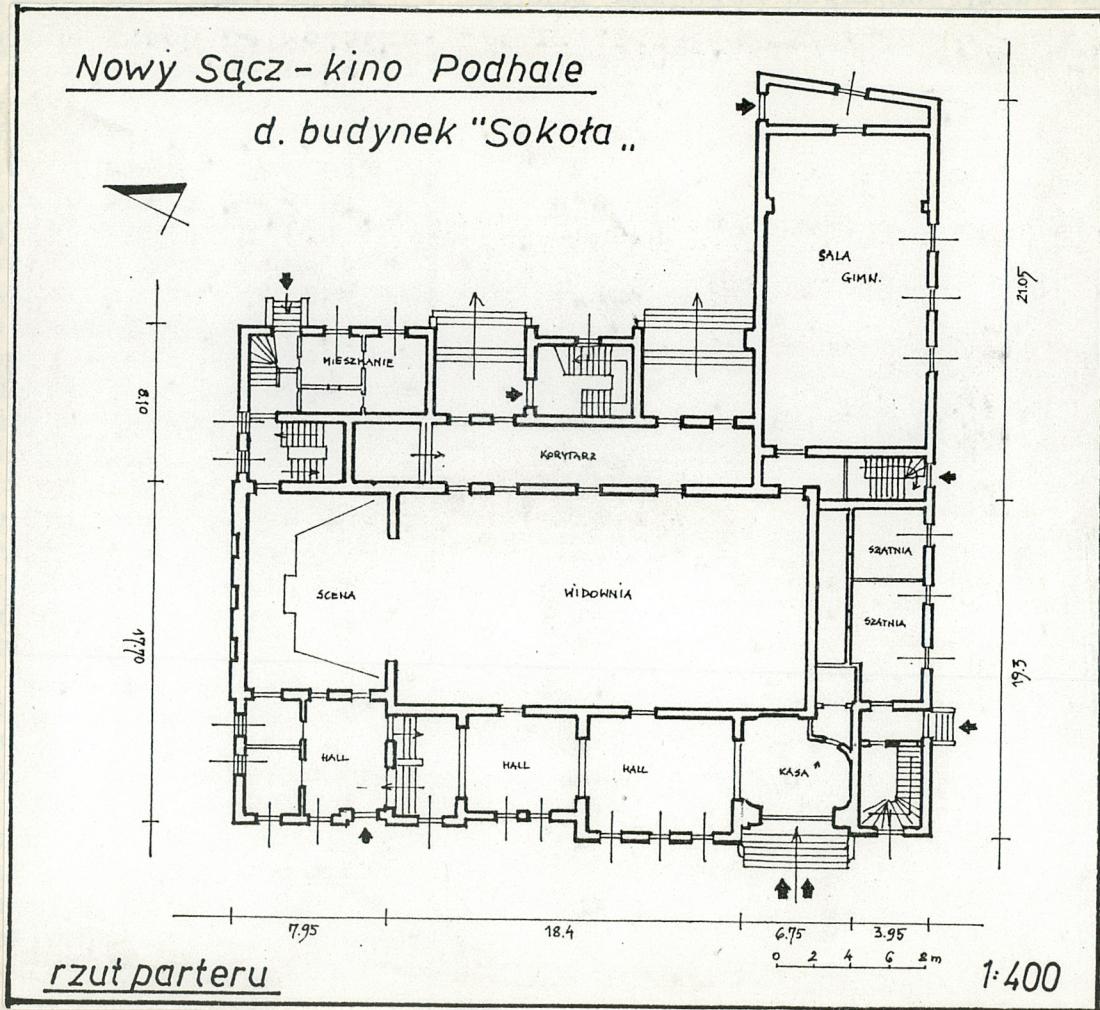 Nowy Sącz - kino Podhale
d. budynek "Sokoła„
SALA
GIMN.
21.05
MIESZKANIE
8.10
KORYTARZ
SZATNIA
SCENA
WIDOWNIA
SZATNIA
17.70
19.3
HALL
HALL
HALL
KASA
7.95
18.4
6.75
3.95
0 2 4 6 8m
rzut parteru
1:400